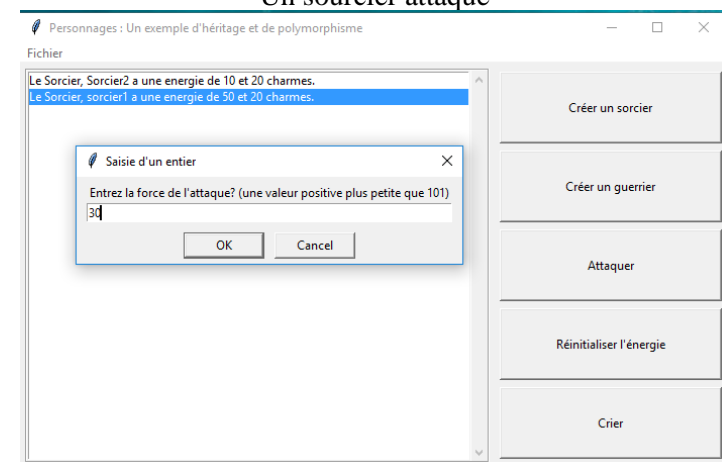 Un sourcier attaque
Personnages : Un exemple d'héritage et de polymorphisme
Fichier
Le Sorcier, Sorcier2 a une energie de 10 et 20 charmes.
Le Sorcier, sorcier1 a une energie de 50 et 20 charmes.
Saisie d'un entier
Entrez la force de l'attaque? (une valeur positive plus petite que 101)
30
OK
Cancel
Créer un sorcier
Créer un guerrier
Attaquer
Réinitialiser l'énergie
Crier